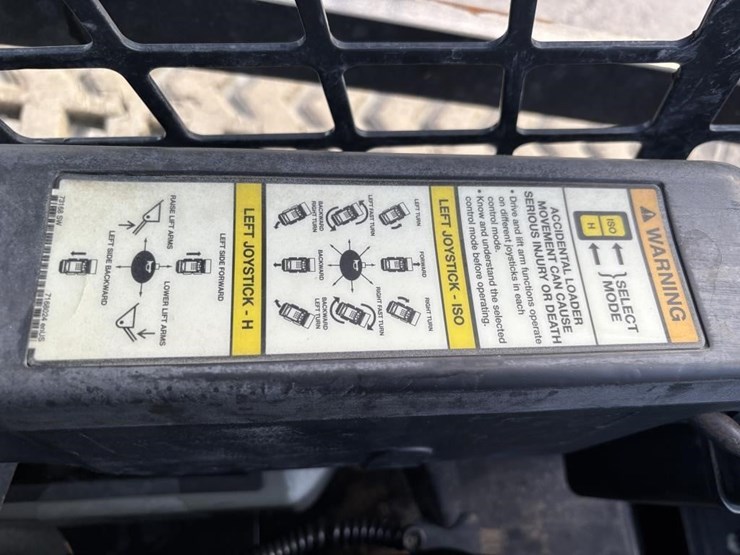 WARNING
ISO
H
SELECT
MODE
ACCIDENTAL LOADER
MOVEMENT CAN CAUSE
SERIOUS INJURY OR DEATH
• Drive and lift arm functions operate
on different joysticks in each
control mode.
• Know and understand the selected
control mode before operating.
LEFT JOYSTICK - ISO
LEFT TURN
FORWARD
RIGHT TURN
LEFT FAST TURN
RIGHT FAST TURN
BACKWARD
RIGHT TURN
BACKWARD
BACKWARD
LEFT TURN
LEFT JOYSTICK - H
LEFT SIDE FORWARD
RAISE LIFT ARMS
LOWER LIFT ARMS
LEFT SIDE BACKWARD
7168024 enUS